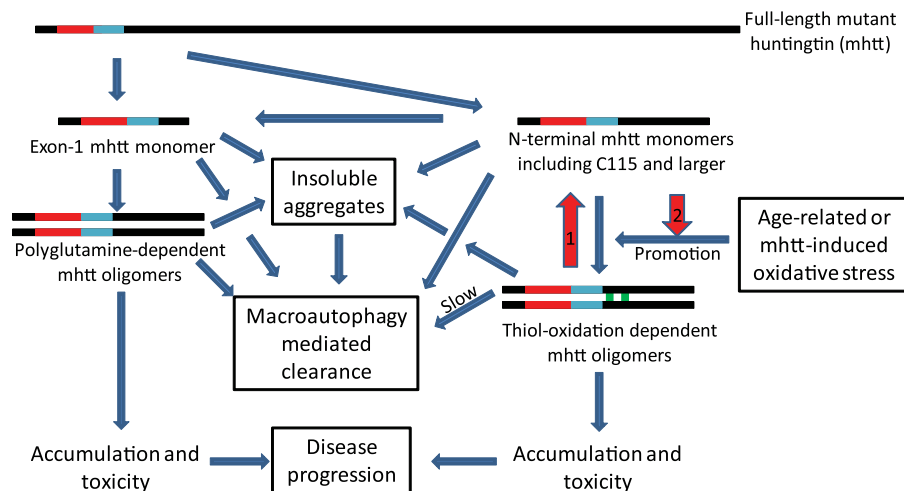 Full-length mutant
huntingtin (mhtt)
Exon-1 mhtt monomer
N-terminal mhtt monomers
including C115 and larger
Insoluble
aggregates
Polyglutamine-dependent
mhtt oligomers
1
2
Promotion
Age-related or
mhtt-induced
oxidative stress
Macroautophagy
mediated
clearance
Slow
Thiol-oxidation dependent
mhtt oligomers
Accumulation and
toxicity
Disease
progression
Accumulation and
toxicity